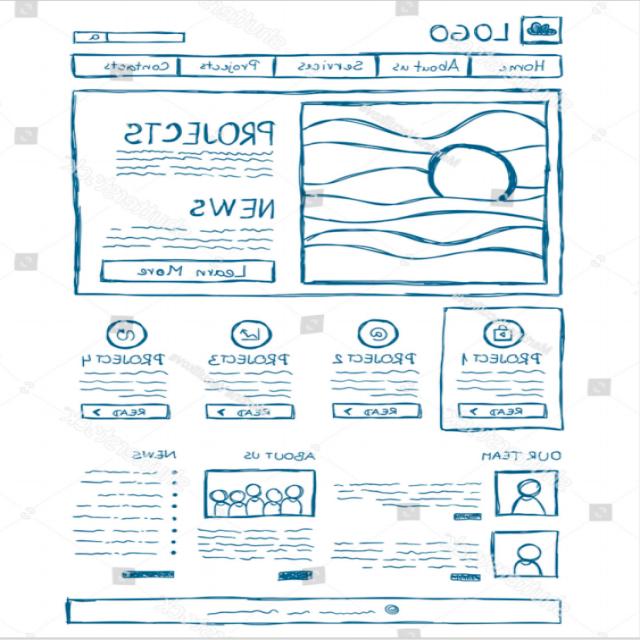 LOGO
Home About us Services Projects Contacts
PROJECTS
NEWS
Learn More
PROJECT 1 PROJECT 2 PROJECT 3 PROJECT 4
READ > READ > READ > READ >
OUR TEAM ABOUT US NEWS